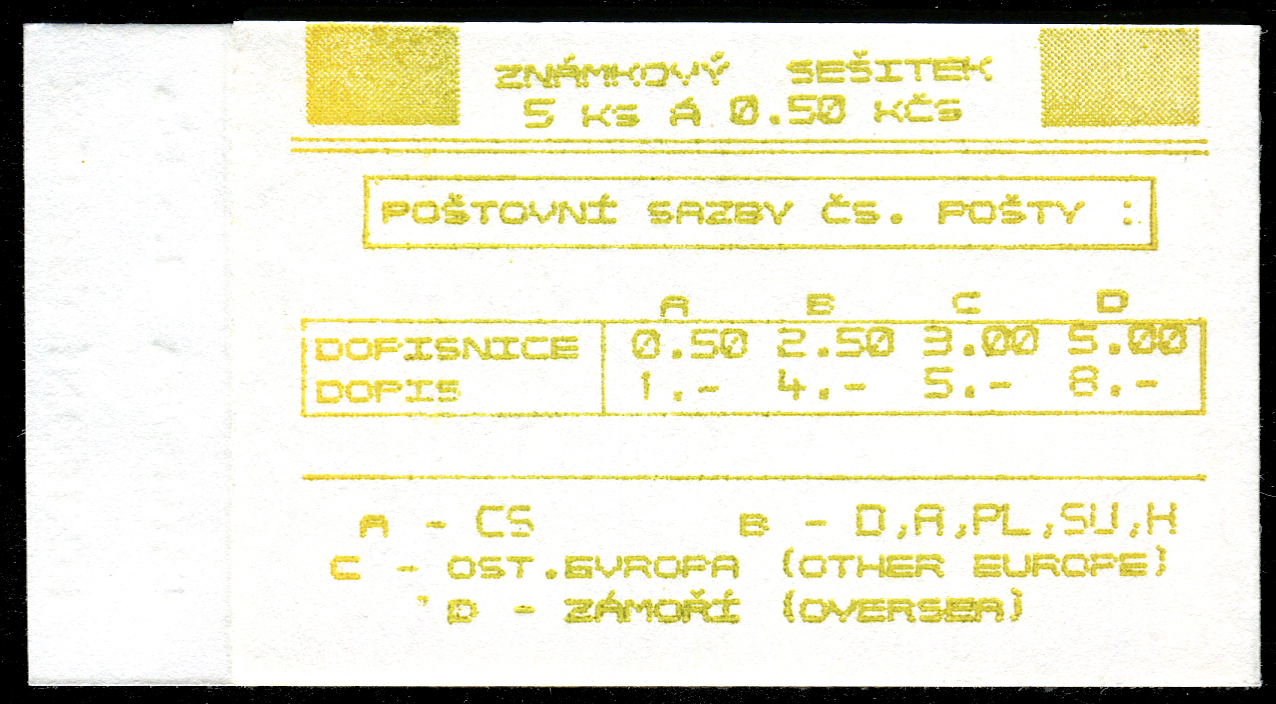 ZNÁMKOVÝ SEŠITEK
5 KS Á 0.50 KČS
POŠTOVNÍ SAZBY ČS. POŠTY :
A B C D
DOPISNICE 0.50 2.50 3.00 5.00
DOPIS 1.- 4.- 5.- 8.-
A - CS B - D,A,PL,SU,H
C - OST.EVROPA (OTHER EUROPE)
D - ZÁMOŘÍ (OVERSEA)